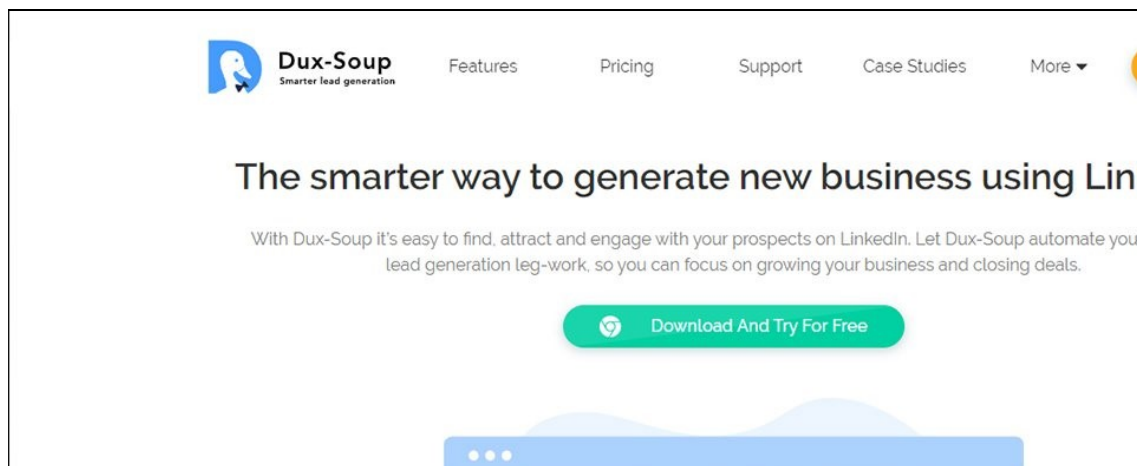 Dux-Soup
Smarter lead generation
Features Pricing Support Case Studies More
The smarter way to generate new business using Lin
With Dux-Soup it's easy to find, attract and engage with your prospects on LinkedIn. Let Dux-Soup automate you
lead generation leg-work, so you can focus on growing your business and closing deals.
Download And Try For Free